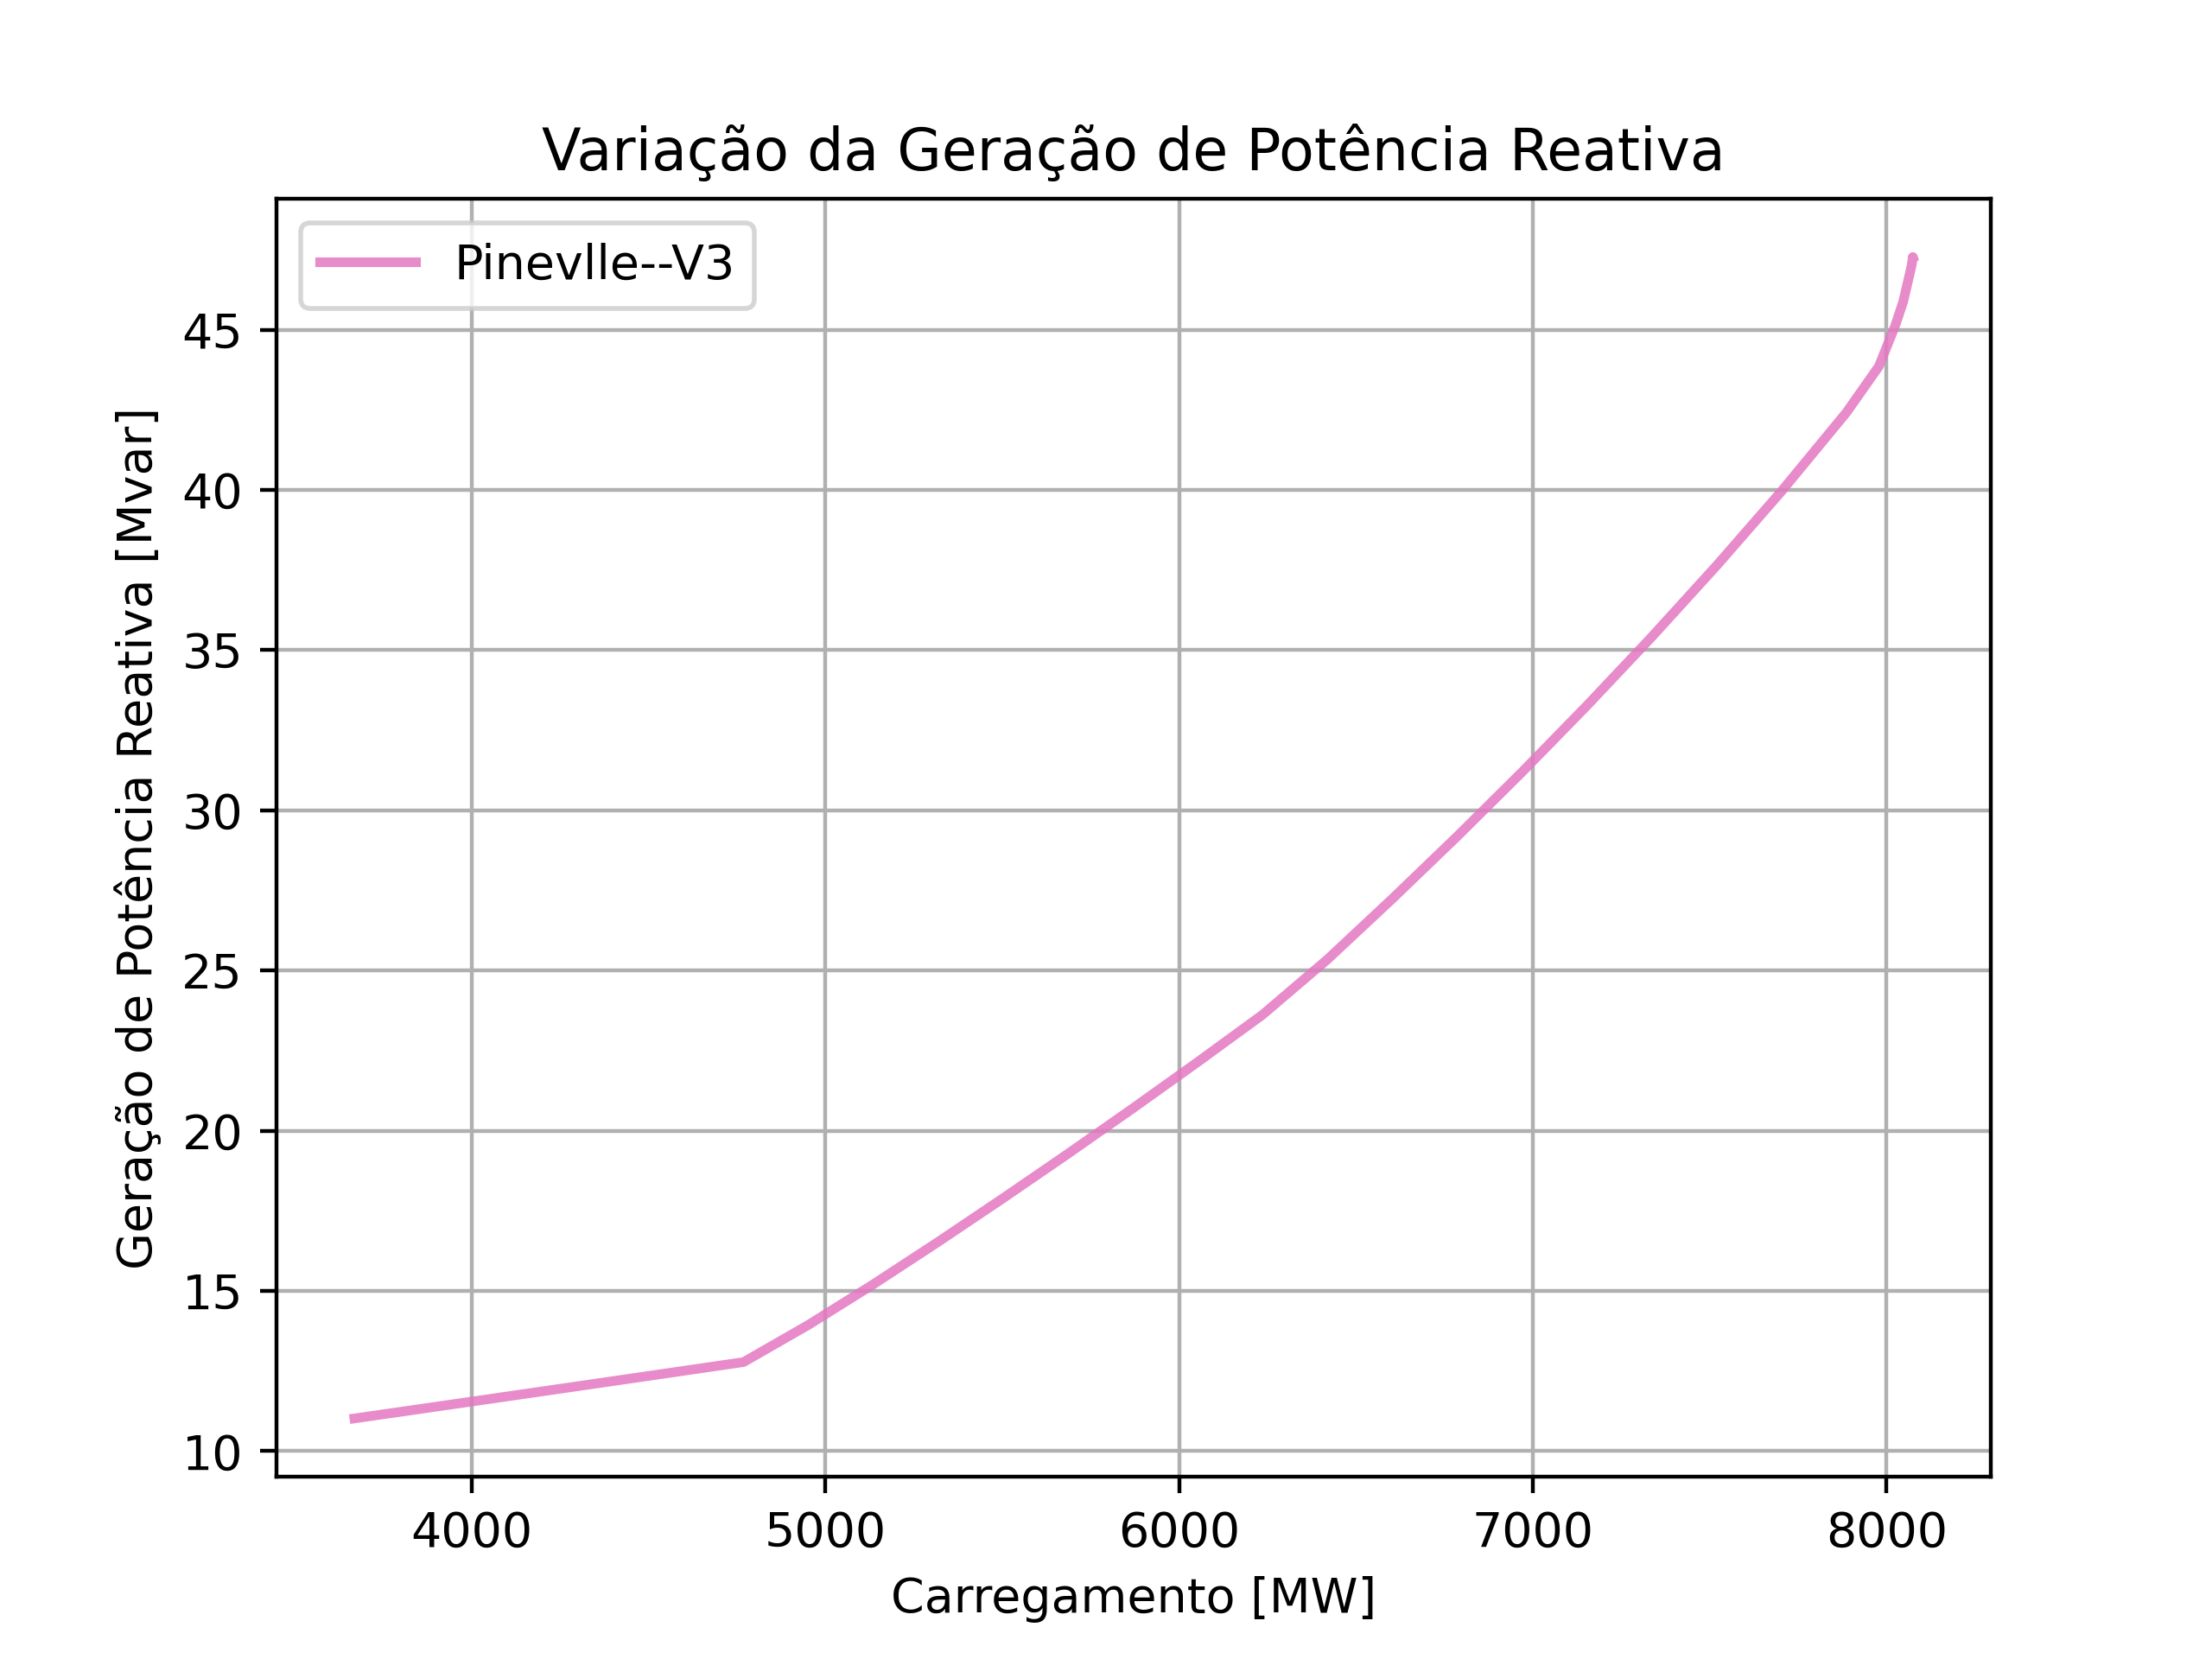 Variação da Geração de Potência Reativa
Pinevlle--V3
Geração de Potência Reativa [Mvar]
45
40
35
30
25
20
15
10
4000 5000 6000 7000 8000
Carregamento [MW]